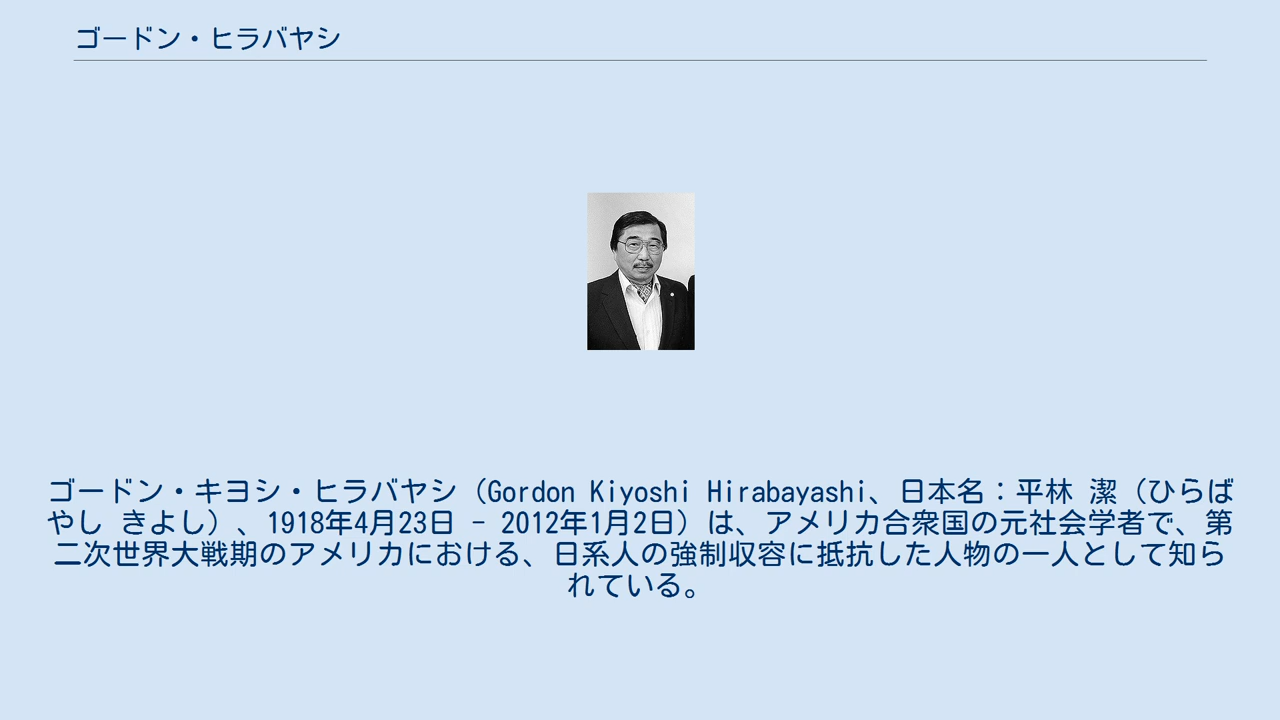 ゴードン・ヒラバヤシ
ゴードン・キヨシ・ヒラバヤシ（Gordon Kiyoshi Hirabayashi、日本名：平林 潔（ひらば
やし きよし）、1918年4月23日 - 2012年1月2日）は、アメリカ合衆国の元社会学者で、第
二次世界大戦期のアメリカにおける、日系人の強制収容に抵抗した人物の一人として知ら
れている。